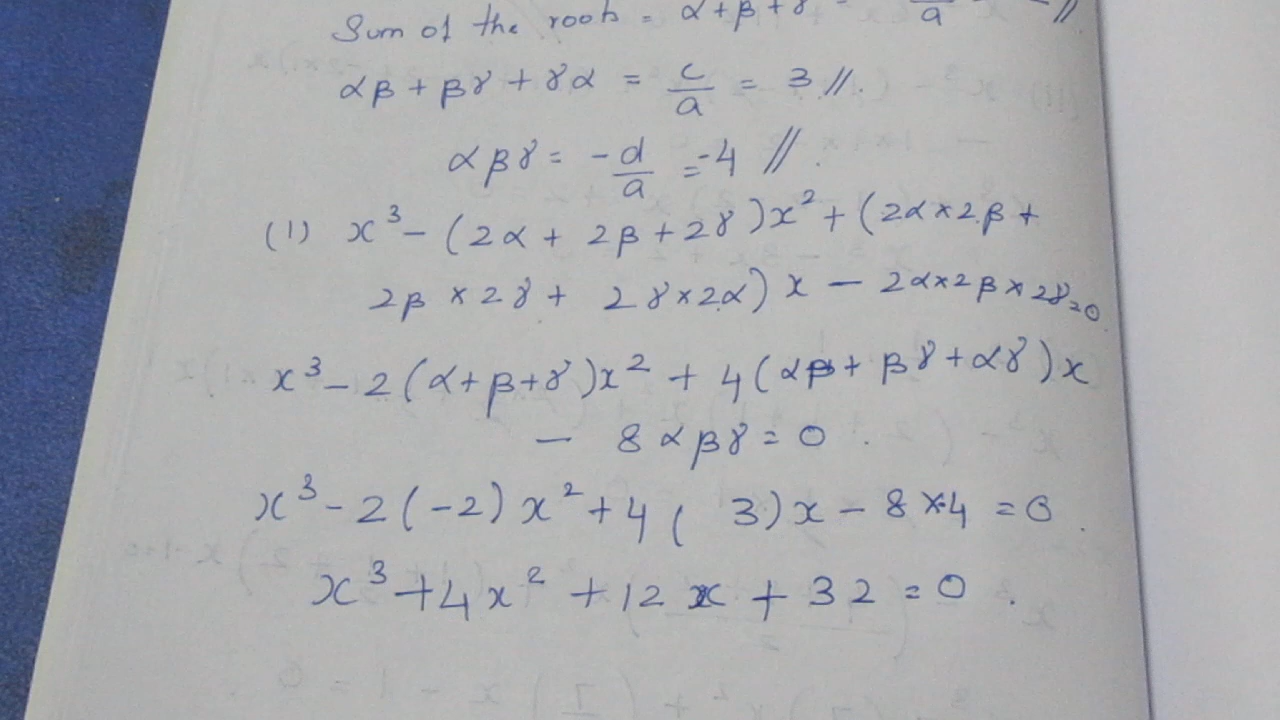 Sum of the roots = α+β+γ = /a =
αβ + βγ + γα = c/a = 3 //.
αβγ = -d/a = -4 //.
(1) x³ - (2α + 2β + 2γ)x² + (2α×2β +
2β × 2γ + 2γ×2α) x - 2α×2β×2γ=0
x³ - 2(α+β+γ)x² + 4(αβ + βγ + αγ)x
- 8αβγ = 0.
x³ - 2(-2)x² + 4( 3)x - 8×-4 = 0.
x³ + 4x² + 12x + 32 = 0.